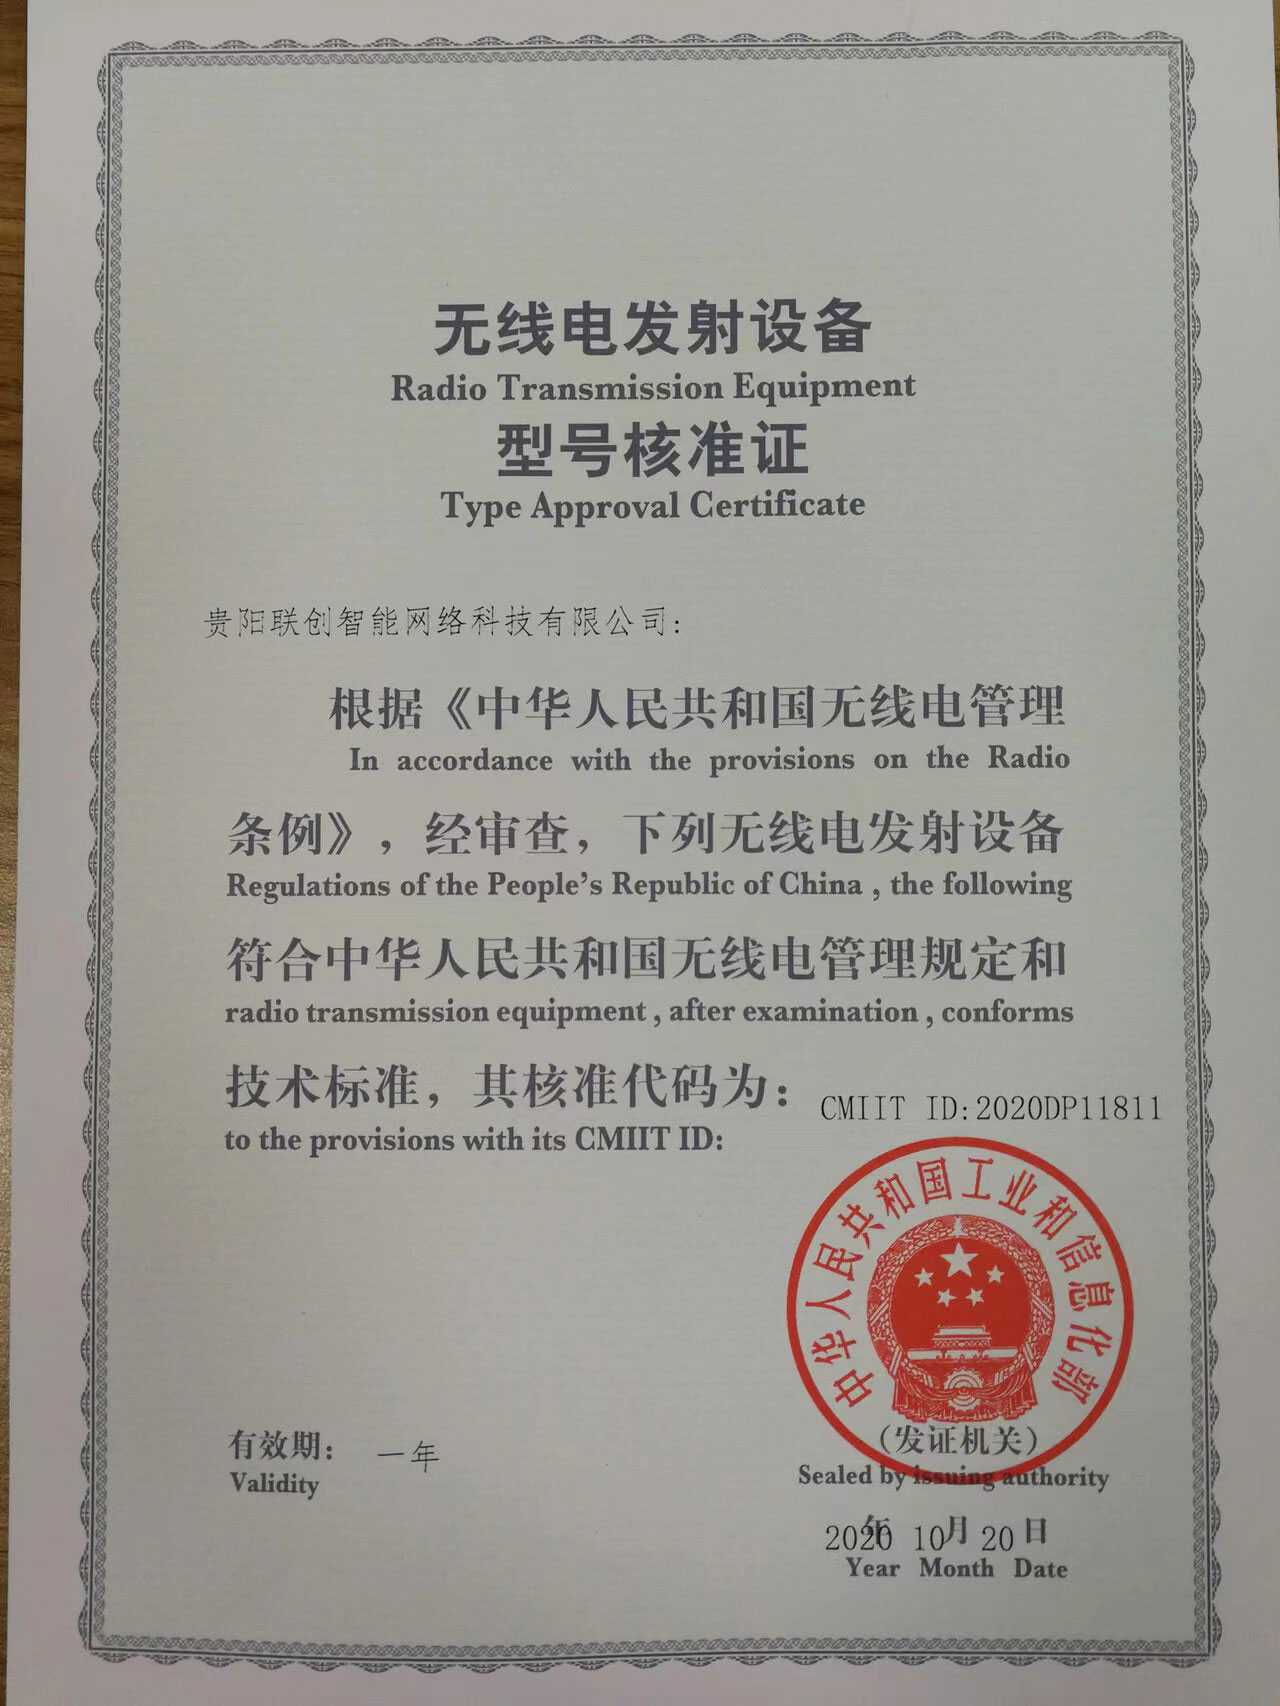 无线电发射设备
Radio Transmission Equipment
型号核准证
Type Approval Certificate
贵阳联创智能网络科技有限公司:
根据《中华人民共和国无线电管理
In accordance with the provisions on the Radio
条例》，经审查，下列无线电发射设备
Regulations of the People's Republic of China , the following
符合中华人民共和国无线电管理规定和
radio transmission equipment , after examination , conforms
技术标准，其核准代码为：
CMIIT ID:2020DP11811
to the provisions with its CMIIT ID:
中华人民共和国工业和信息化部
有效期： 一年
Validity
（发证机关）
Sealed by issuing authority
2020年 10月 20日
Year Month Date